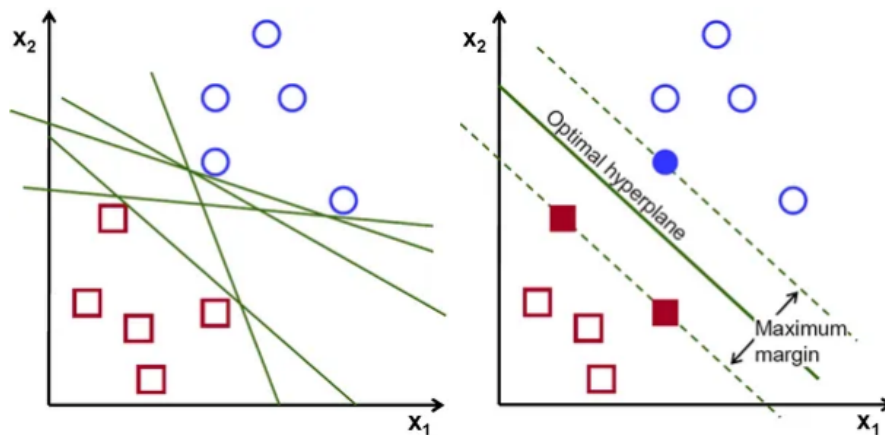 x₂
x₁
x₂
Optimal hyperplane
Maximum
margin
x₁